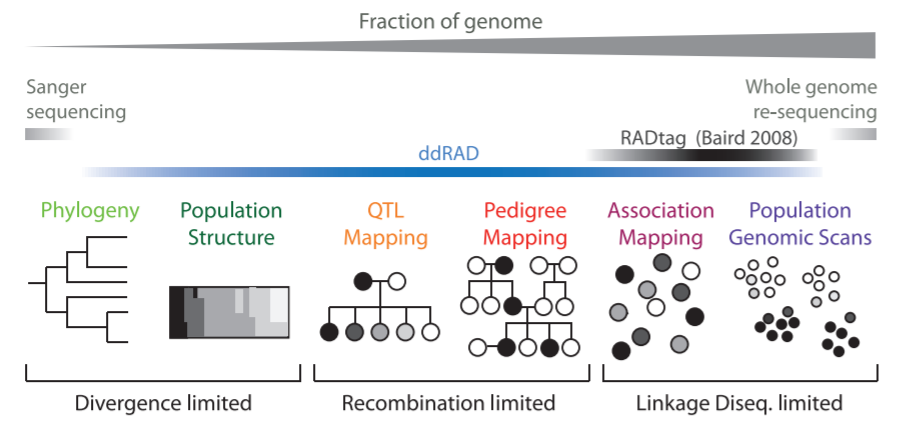 Fraction of genome
Sanger
sequencing
Whole genome
re-sequencing
RADtag (Baird 2008)
ddRAD
Phylogeny
Population
Structure
QTL
Mapping
Pedigree
Mapping
Association
Mapping
Population
Genomic Scans
Divergence limited
Recombination limited
Linkage Diseq. limited